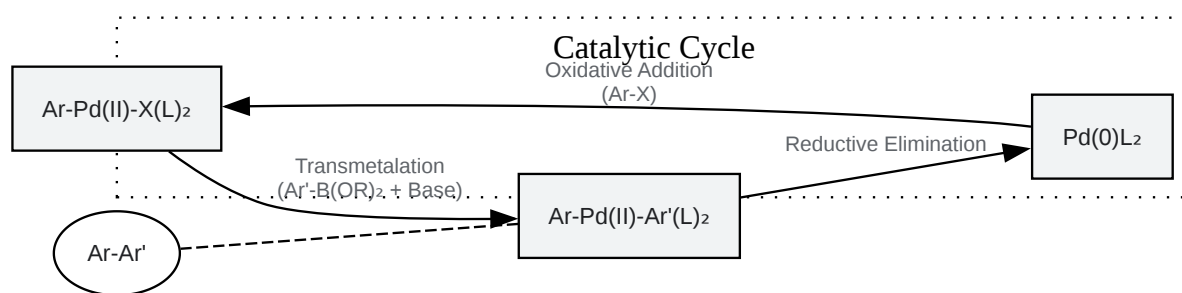 Catalytic Cycle
Oxidative Addition
(Ar-X)
Ar-Pd(II)-X(L)₂
Pd(0)L₂
Reductive Elimination
Transmetalation
(Ar'-B(OR)₂ + Base)
Ar-Pd(II)-Ar'(L)₂
Ar-Ar'